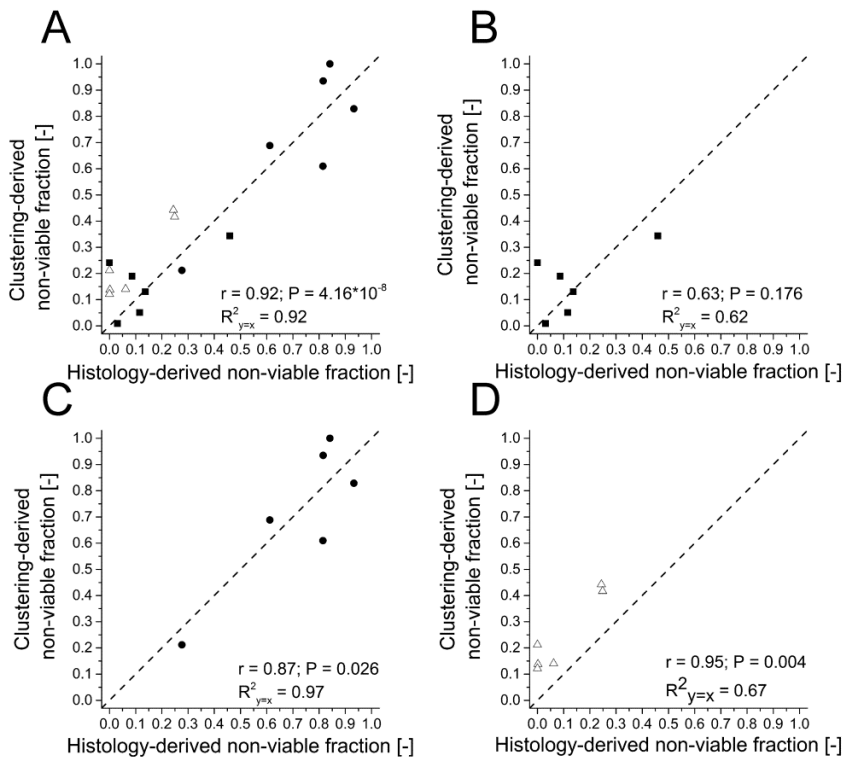 A
Clustering-derived
non-viable fraction [-]
1.0
0.9
0.8
0.7
0.6
0.5
0.4
0.3
0.2
0.1
0.0
r = 0.92; P = 4.16*10-8
R2y=x = 0.92
0.0 0.1 0.2 0.3 0.4 0.5 0.6 0.7 0.8 0.9 1.0
Histology-derived non-viable fraction [-]
B
Clustering-derived
non-viable fraction [-]
1.0
0.9
0.8
0.7
0.6
0.5
0.4
0.3
0.2
0.1
0.0
r = 0.63; P = 0.176
R2y=x = 0.62
0.0 0.1 0.2 0.3 0.4 0.5 0.6 0.7 0.8 0.9 1.0
Histology-derived non-viable fraction [-]
C
Clustering-derived
non-viable fraction [-]
1.0
0.9
0.8
0.7
0.6
0.5
0.4
0.3
0.2
0.1
0.0
r = 0.87; P = 0.026
R2y=x = 0.97
0.0 0.1 0.2 0.3 0.4 0.5 0.6 0.7 0.8 0.9 1.0
Histology-derived non-viable fraction [-]
D
Clustering-derived
non-viable fraction [-]
1.0
0.9
0.8
0.7
0.6
0.5
0.4
0.3
0.2
0.1
0.0
r = 0.95; P = 0.004
R2y=x = 0.67
0.0 0.1 0.2 0.3 0.4 0.5 0.6 0.7 0.8 0.9 1.0
Histology-derived non-viable fraction [-]